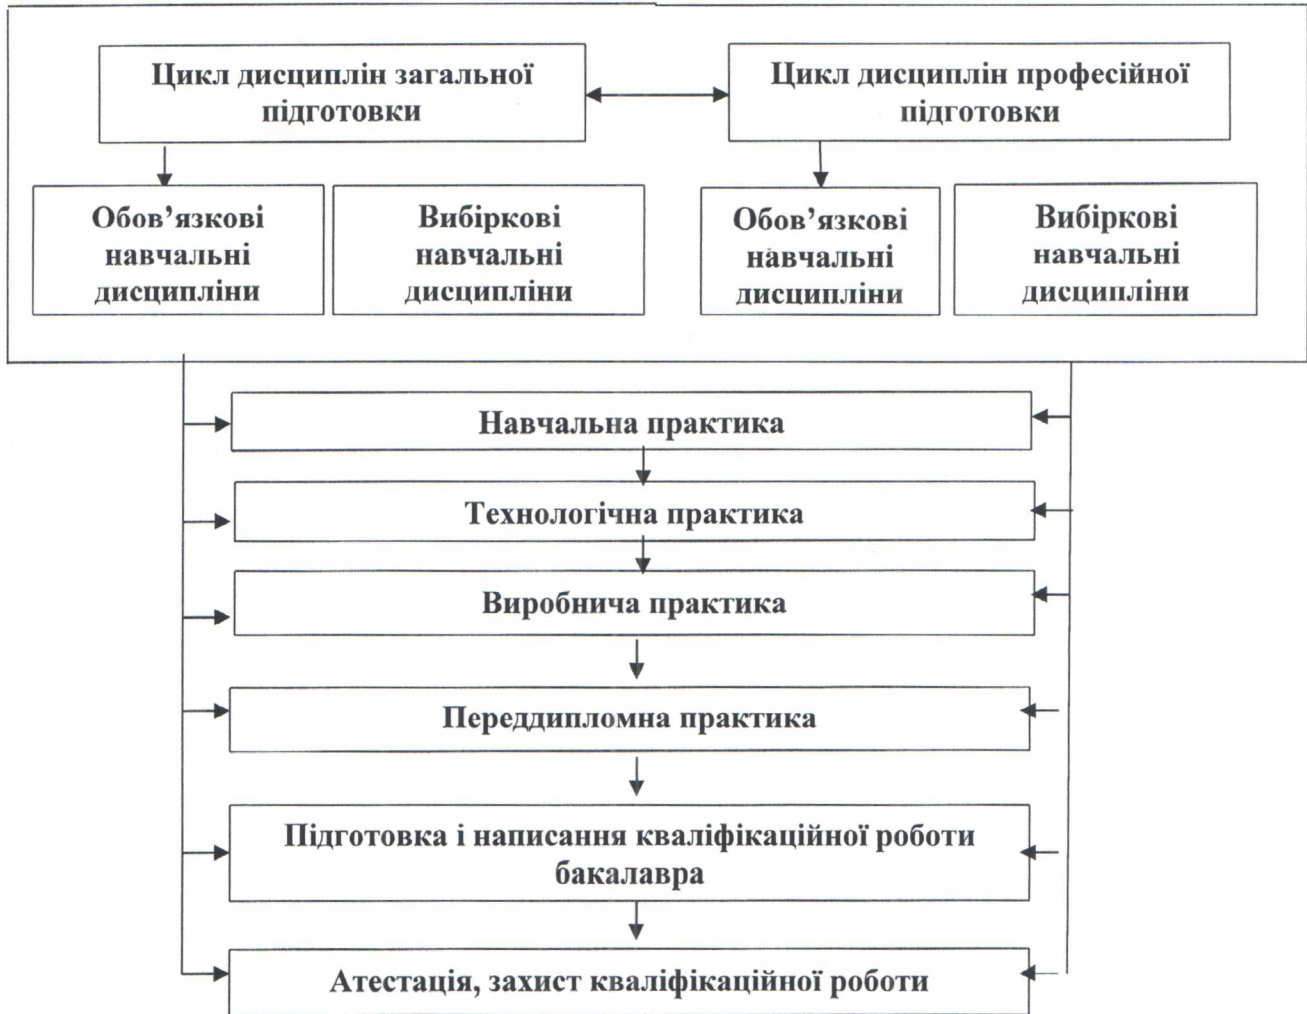 Цикл дисциплін загальної
підготовки
Цикл дисциплін професійної
підготовки
Обов’язкові
навчальні
дисципліни
Вибіркові
навчальні
дисципліни
Обов’язкові
навчальні
дисципліни
Вибіркові
навчальні
дисципліни
Навчальна практика
Технологічна практика
Виробнича практика
Переддипломна практика
Підготовка і написання кваліфікаційної роботи
бакалавра
Атестація, захист кваліфікаційної роботи